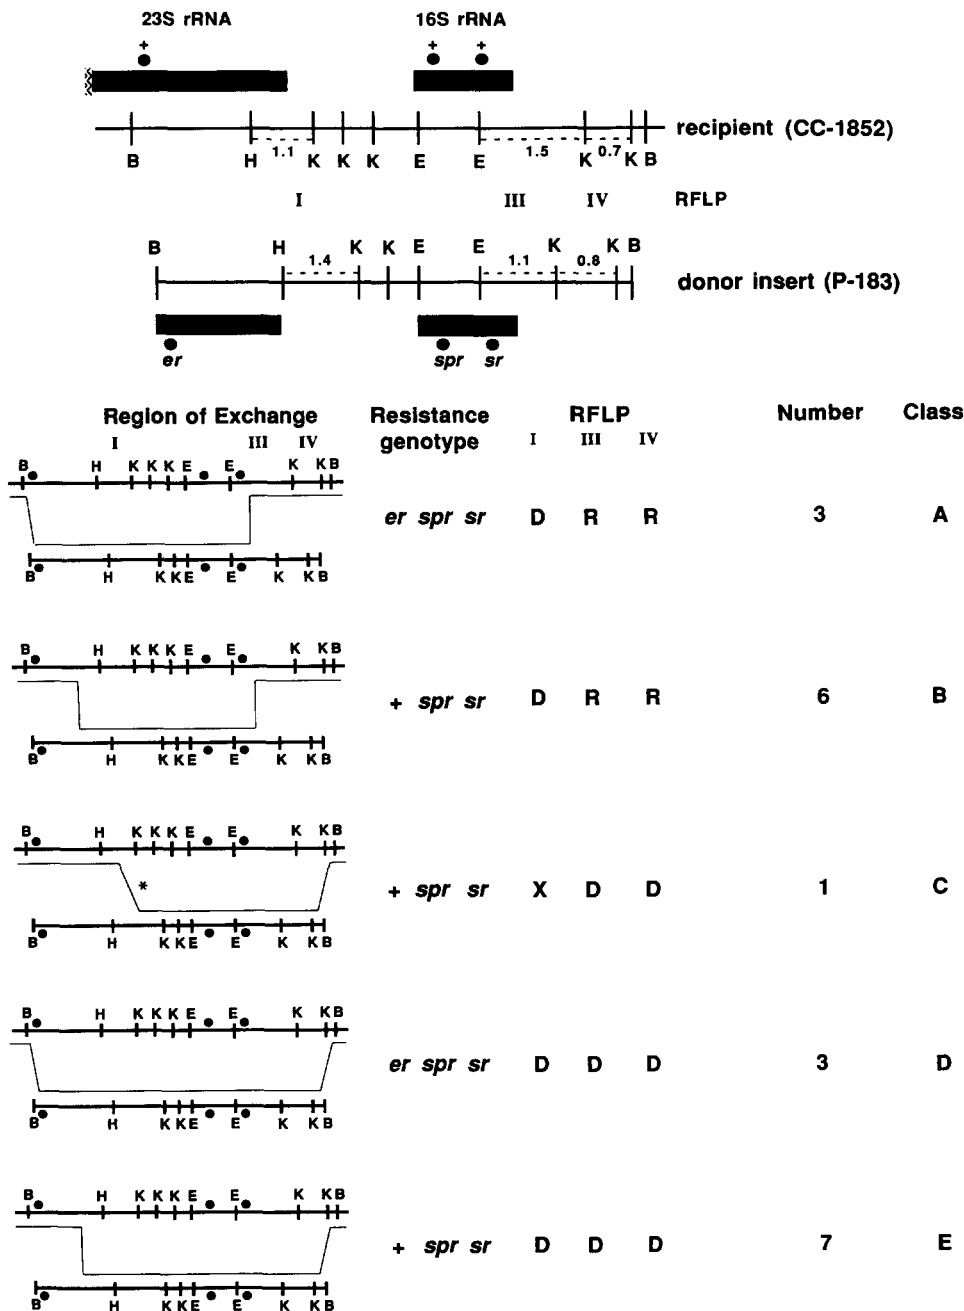 23S rRNA 16S rRNA
+ + +
recipient (CC-1852)
1.1 1.5 0.7
B H K K K E E K K B
I III IV RFLP
B H K K E E K K B
1.4 1.1 0.8
donor insert (P-183)
er spr sr
Region of Exchange Resistance genotype RFLP Number Class
I III IV I III IV
B H K K K E E K K B
er spr sr D R R 3 A
B H K K E E K K B
B H K K K E E K K B
+ spr sr D R R 6 B
B H K K E E K K B
B H K K K E E K K B
* + spr sr X D D 1 C
B H K K E E K K B
B H K K K E E K K B
er spr sr D D D 3 D
B H K K E E K K B
B H K K K E E K K B
+ spr sr D D D 7 E
B H K K E E K K B